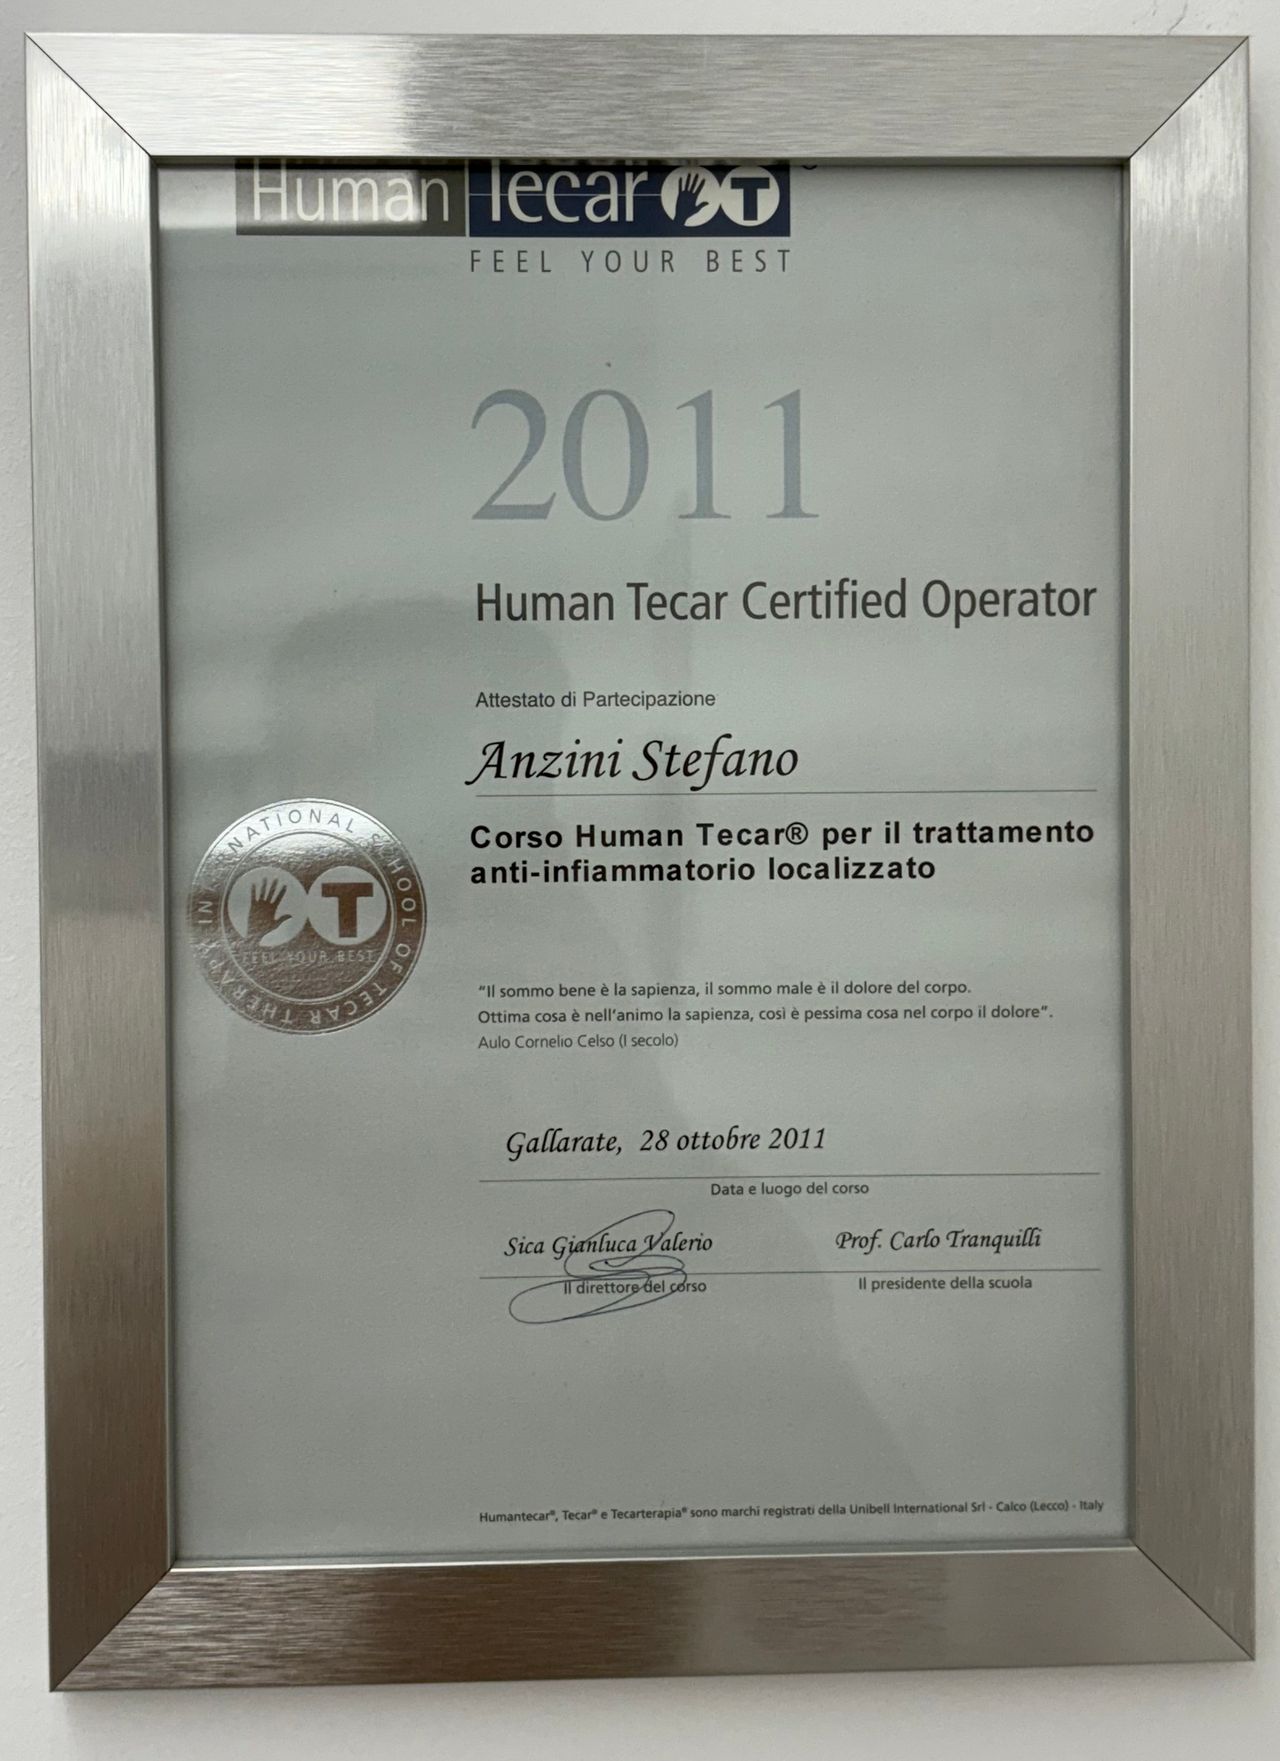 Human Tecar T
FEEL YOUR BEST
2011
Human Tecar Certified Operator
Attestato di Partecipazione
Anzini Stefano
Corso Human Tecar® per il trattamento
anti-infiammatorio localizzato
INTERNATIONAL SCHOOL OF TECAR THERAPY
T
FEEL YOUR BEST
“Il sommo bene è la sapienza, il sommo male è il dolore del corpo.
Ottima cosa è nell’animo la sapienza, così è pessima cosa nel corpo il dolore”.
Aulo Cornelio Celso (I secolo)
Gallarate, 28 ottobre 2011
Data e luogo del corso
Sica Gianluca Valerio Prof. Carlo Tranquilli
Il direttore del corso Il presidente della scuola
Humantecar®, Tecar® e Tecarterapia® sono marchi registrati della Unibell International Srl - Calco (Lecco) - Italy